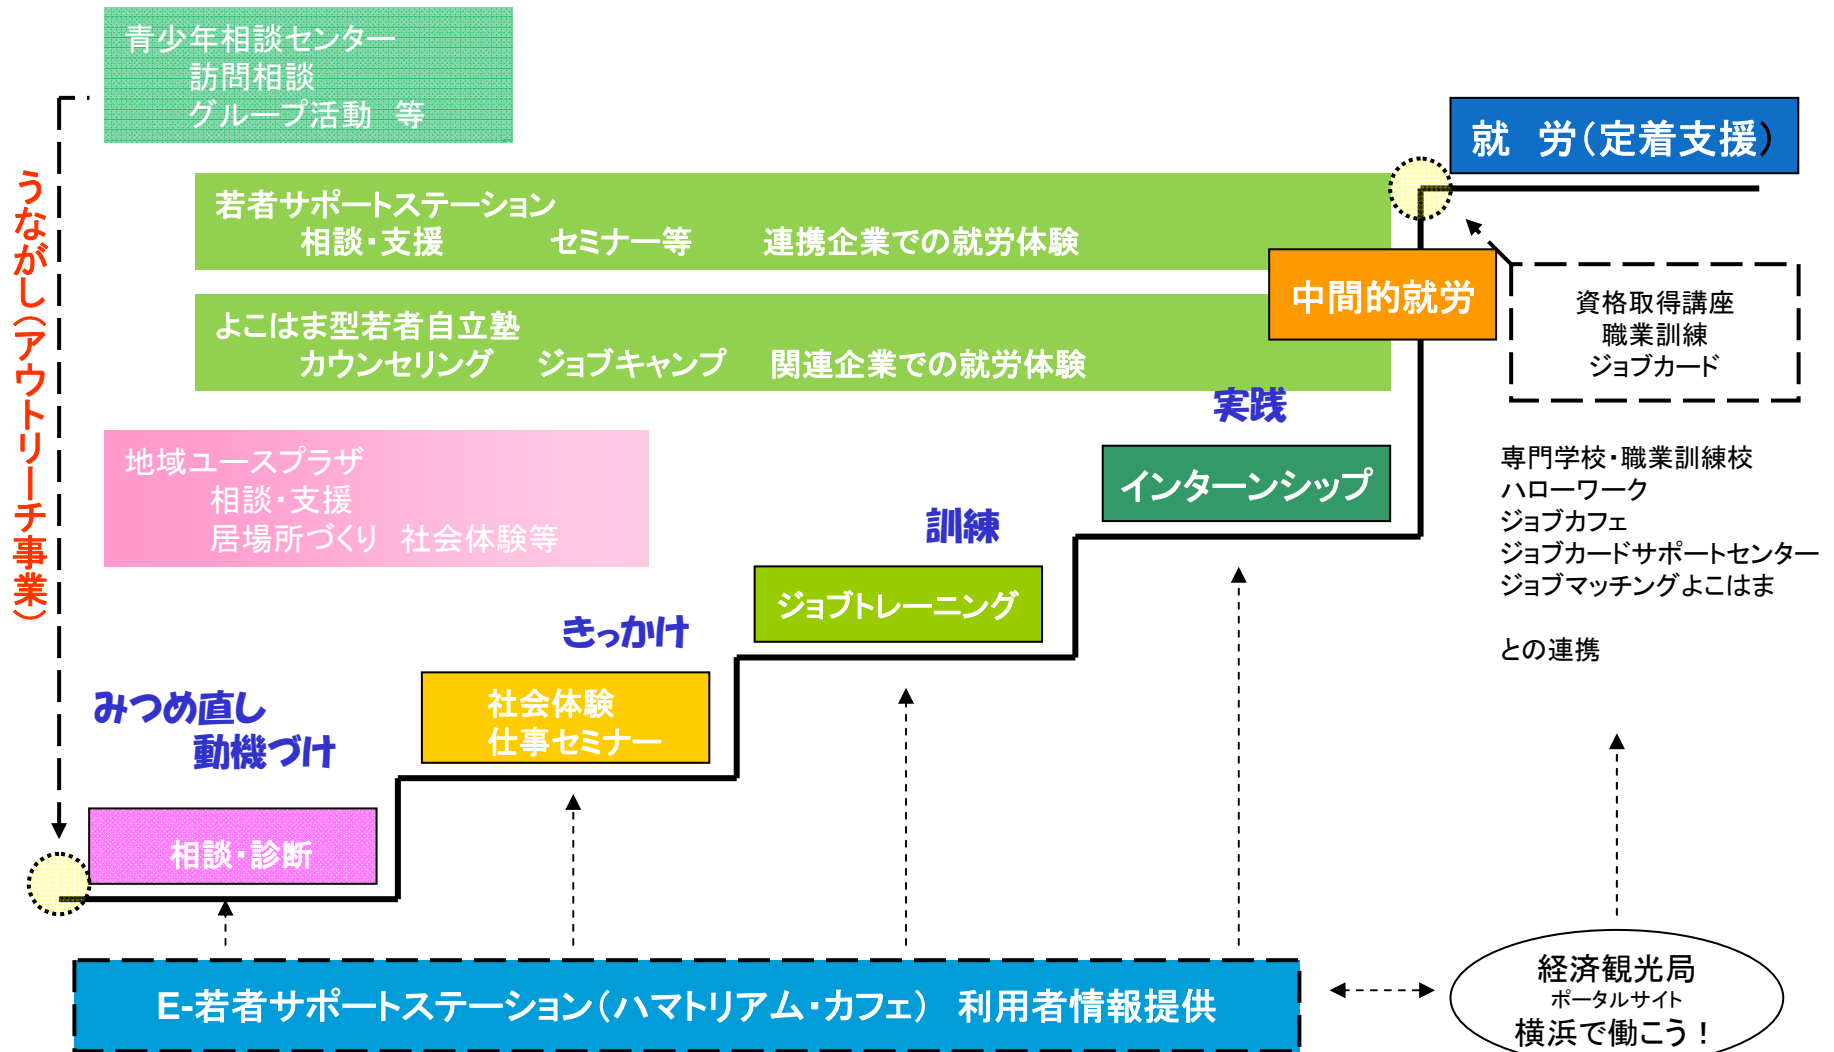 青少年相談センター
訪問相談
グループ活動　等
就　労（定着支援）
うながし（アウトリーチ事業）
若者サポートステーション
相談・支援　セミナー等　連携企業での就労体験
中間的就労
資格取得講座
職業訓練
ジョブカード
よこはま型若者自立塾
カウンセリング　ジョブキャンプ　関連企業での就労体験
実践
地域ユースプラザ
相談・支援
居場所づくり　社会体験等
インターンシップ
専門学校・職業訓練校
ハローワーク
ジョブカフェ
ジョブカードサポートセンター
ジョブマッチングよこはま
との連携
訓練
ジョブトレーニング
きっかけ
社会体験
仕事セミナー
みつめ直し
動機づけ
相談・診断
E-若者サポートステーション（ハマトリアム・カフェ）　利用者情報提供
経済観光局
ポータルサイト
横浜で働こう！